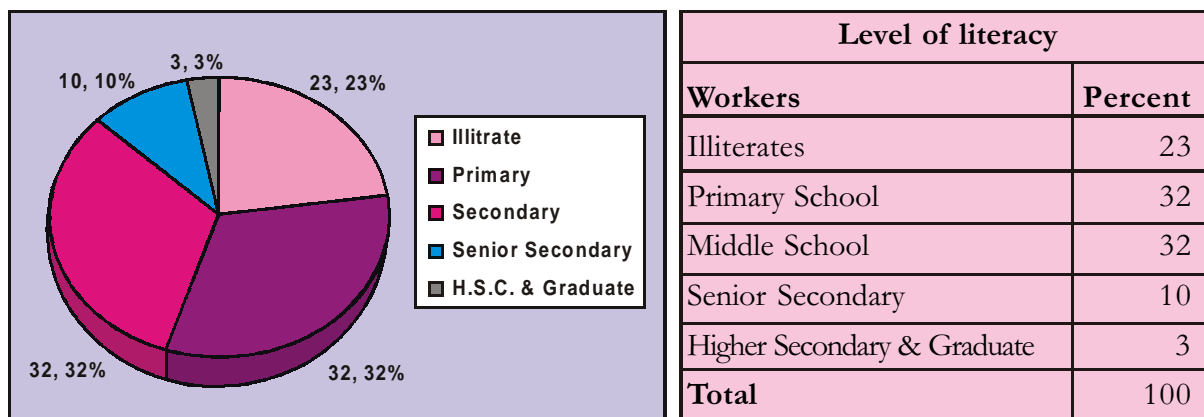 3, 3%
10, 10%
23, 23%
32, 32%
32, 32%
Illitrate
Primary
Secondary
Senior Secondary
H.S.C. & Graduate
Level of literacy
Workers Percent
Illiterates 23
Primary School 32
Middle School 32
Senior Secondary 10
Higher Secondary & Graduate 3
Total 100